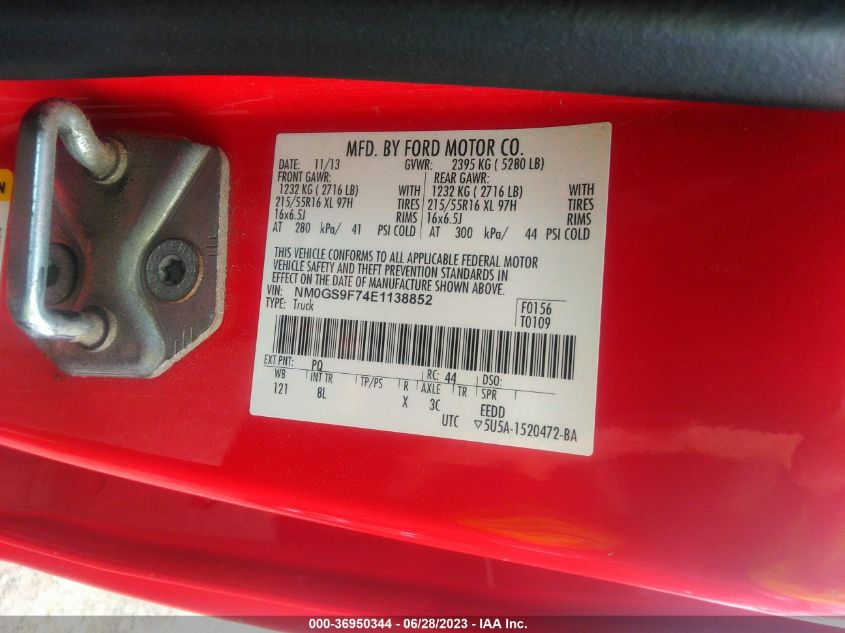 MFD. BY FORD MOTOR CO.
DATE: 11/13 GVWR: 2395 KG ( 5280 LB)
FRONT GAWR: REAR GAWR:
1232 KG ( 2716 LB) WITH 1232 KG ( 2716 LB) WITH
215/55R16 XL 97H TIRES 215/55R16 XL 97H TIRES
16x6.5J RIMS 16x6.5J RIMS
AT 280 kPa/ 41 PSI COLD AT 300 kPa/ 44 PSI COLD
THIS VEHICLE CONFORMS TO ALL APPLICABLE FEDERAL MOTOR
VEHICLE SAFETY AND THEFT PREVENTION STANDARDS IN
EFFECT ON THE DATE OF MANUFACTURE SHOWN ABOVE.
VIN: NM0GS9F74E1138852 F0156
TYPE: Truck T0109
EXT PNT: PQ RC: 44 DSO:
WB INT TR TP/PS R AXLE TR SPR
121 8L X 3C EEDD
UTC ▽5U5A-1520472-BA
000-36950344 - 06/28/2023 - IAA Inc.